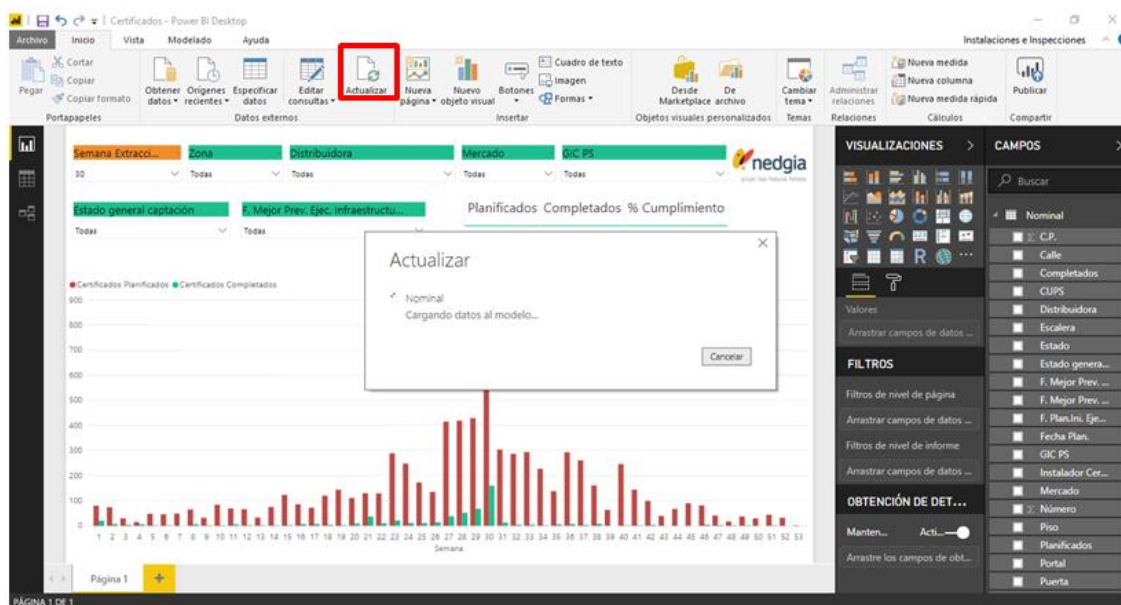 Certificados - Power BI Desktop
Archivo Inicio Vista Modelado Ayuda
Instalaciones e Inspecciones
Pegar
Cortar
Copiar
Copiar formato
Portapapeles
Obtener datos
Orígenes recientes
Especificar datos
Editar consultas
Actualizar
Datos externos
Nueva página
Nuevo objeto visual
Botones
Cuadro de texto
Imagen
Formas
Insertar
Desde Marketplace
De archivo
Objetos visuales personalizados
Cambiar tema
Temas
Administrar relaciones
Relaciones
Nueva medida
Nueva columna
Nueva medida rápida
Cálculos
Publicar
Compartir
Semana Extracci... Zona Distribuidora Mercado GIC PS
30 Todas Todas Todas Todas
nedgia
Estado general captación F. Mejor Prev. Ejec. Infraestructu...
Todas Todas
Planificados Completados % Cumplimiento
Actualizar
Nominal
Cargando datos al modelo...
Cancelar
Certificados Planificados Certificados Completados
900
800
700
600
500
400
300
200
100
0
1 2 3 4 5 6 7 8 9 10 11 12 13 14 15 16 17 18 19 20 21 22 23 24 25 26 27 28 29 30 31 32 33 34 35 36 37 38 39 40 41 42 43 44 45 46 47 48 49 50 51 52 53
Semana
Página 1
PÁGINA 1 DE 1
VISUALIZACIONES
R
Valores
Arrastrar campos de datos ...
FILTROS
Filtros de nivel de página
Arrastrar campos de datos ...
Filtros de nivel de informe
Arrastrar campos de datos ...
OBTENCIÓN DE DET...
Manten... Acti...
Arrastre los campos de obt...
CAMPOS
Buscar
Nominal
C.P.
Calle
Completados
CUPS
Distribuidora
Escalera
Estado
Estado genera...
F. Mejor Prev. ...
F. Mejor Prev. ...
F. Plan.Ini. Eje...
Fecha Plan.
GIC PS
Instalador Cer...
Mercado
Número
Piso
Planificados
Portal
Puerta